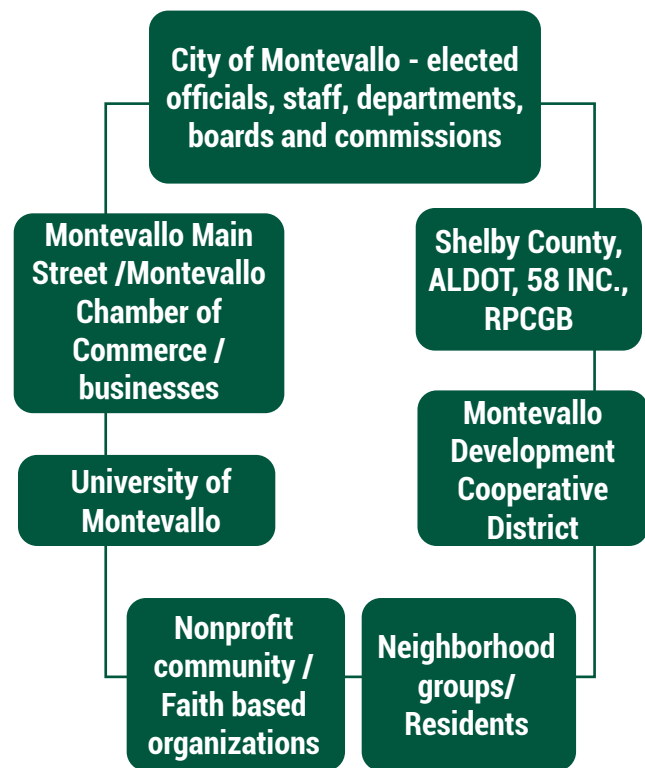 City of Montevallo - elected
officials, staff, departments,
boards and commissions
Montevallo Main
Street /Montevallo
Chamber of
Commerce /
businesses
Shelby County,
ALDOT, 58 INC.,
RPCGB
Montevallo
Development
Cooperative
District
University of
Montevallo
Nonprofit
community /
Faith based
organizations
Neighborhood
groups/
Residents